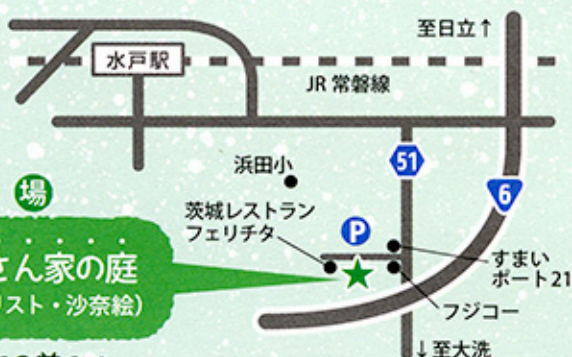 至日立↑
水戸駅
JR 常磐線
51
浜田小
場
6
茨城レストラン
フェリチタ
P
さん家の庭
リスト・沙奈絵）
すまい
ポート21
フジコー
↓至大洗